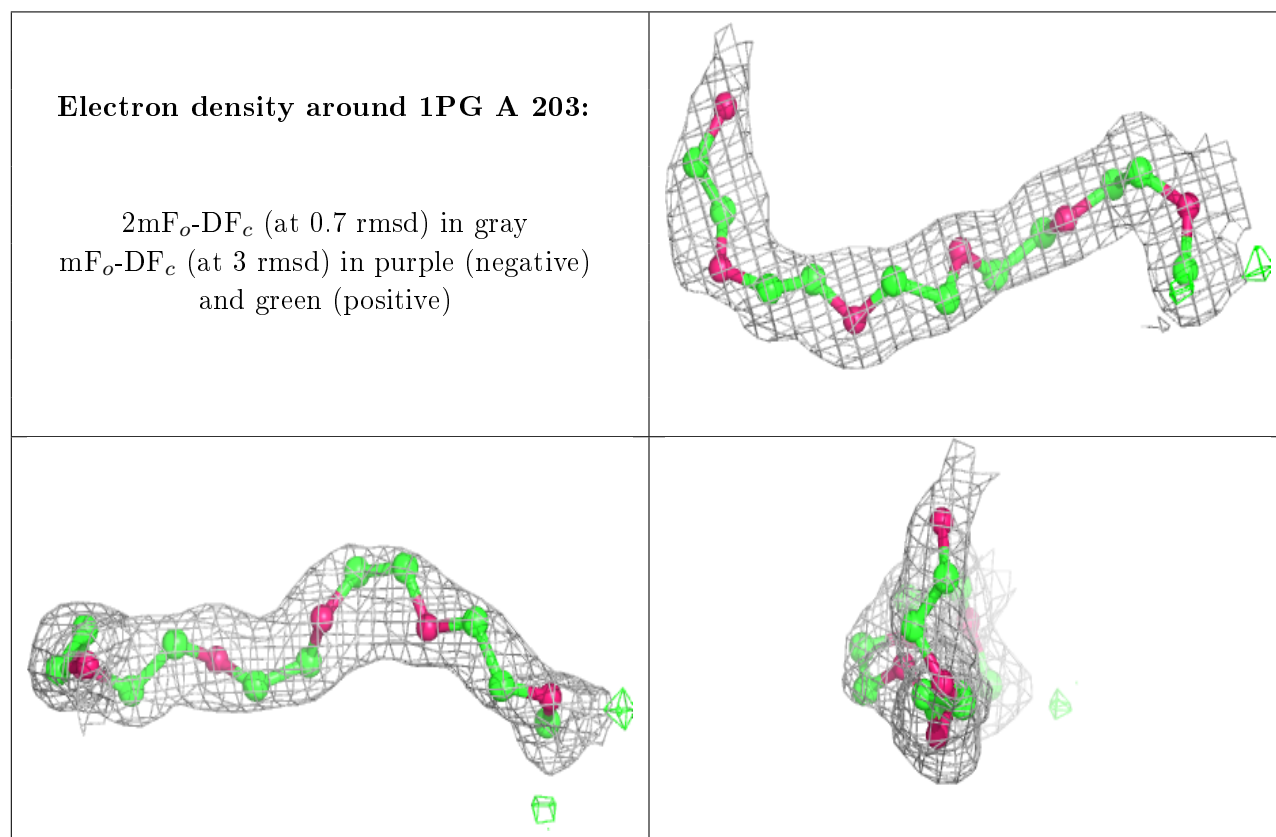 Electron density around 1PG A 203:
2mFo-DFc (at 0.7 rmsd) in gray
mFo-DFc (at 3 rmsd) in purple (negative)
and green (positive)